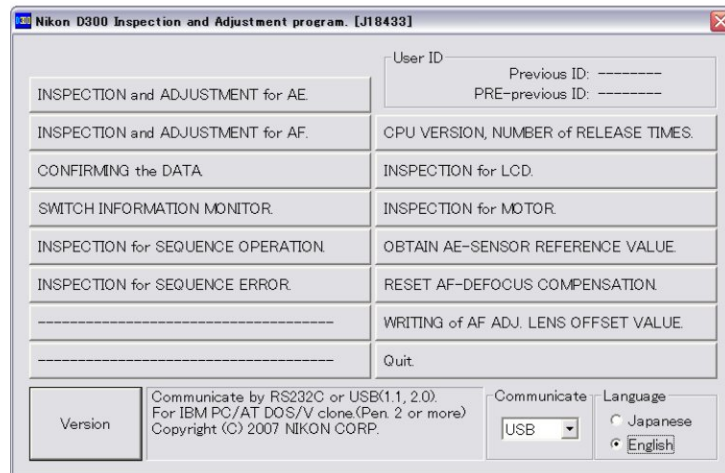 Nikon D300 Inspection and Adjustment program. [J18433]
User ID
Previous ID: --------
PRE-previous ID: --------
INSPECTION and ADJUSTMENT for AE.
INSPECTION and ADJUSTMENT for AF.
CONFIRMING the DATA.
SWITCH INFORMATION MONITOR.
INSPECTION for SEQUENCE OPERATION.
INSPECTION for SEQUENCE ERROR.
------------------------------------
------------------------------------
CPU VERSION, NUMBER of RELEASE TIMES.
INSPECTION for LCD.
INSPECTION for MOTOR.
OBTAIN AE-SENSOR REFERENCE VALUE.
RESET AF-DEFOCUS COMPENSATION.
WRITING of AF ADJ. LENS OFFSET VALUE.
Quit.
Version
Communicate by RS232C or USB(1.1, 2.0).
For IBM PC/AT DOS/V clone.(Pen. 2 or more)
Copyright (C) 2007 NIKON CORP.
Communicate
USB
Language
Japanese
English